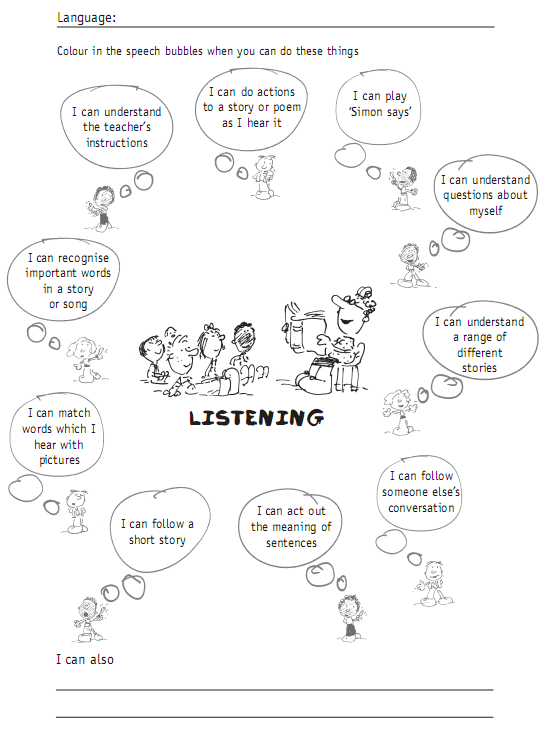 Language:
Colour in the speech bubbles when you can do these things
I can understand
the teacher's
instructions
I can do actions
to a story or poem
as I hear it
I can play
'Simon says'
I can understand
questions about
myself
I can recognise
important words
in a story
or song
I can understand
a range of
different
stories
LISTENING
I can match
words which I
hear with
pictures
I can follow a
short story
I can act out
the meaning of
sentences
I can follow
someone else's
conversation
I can also